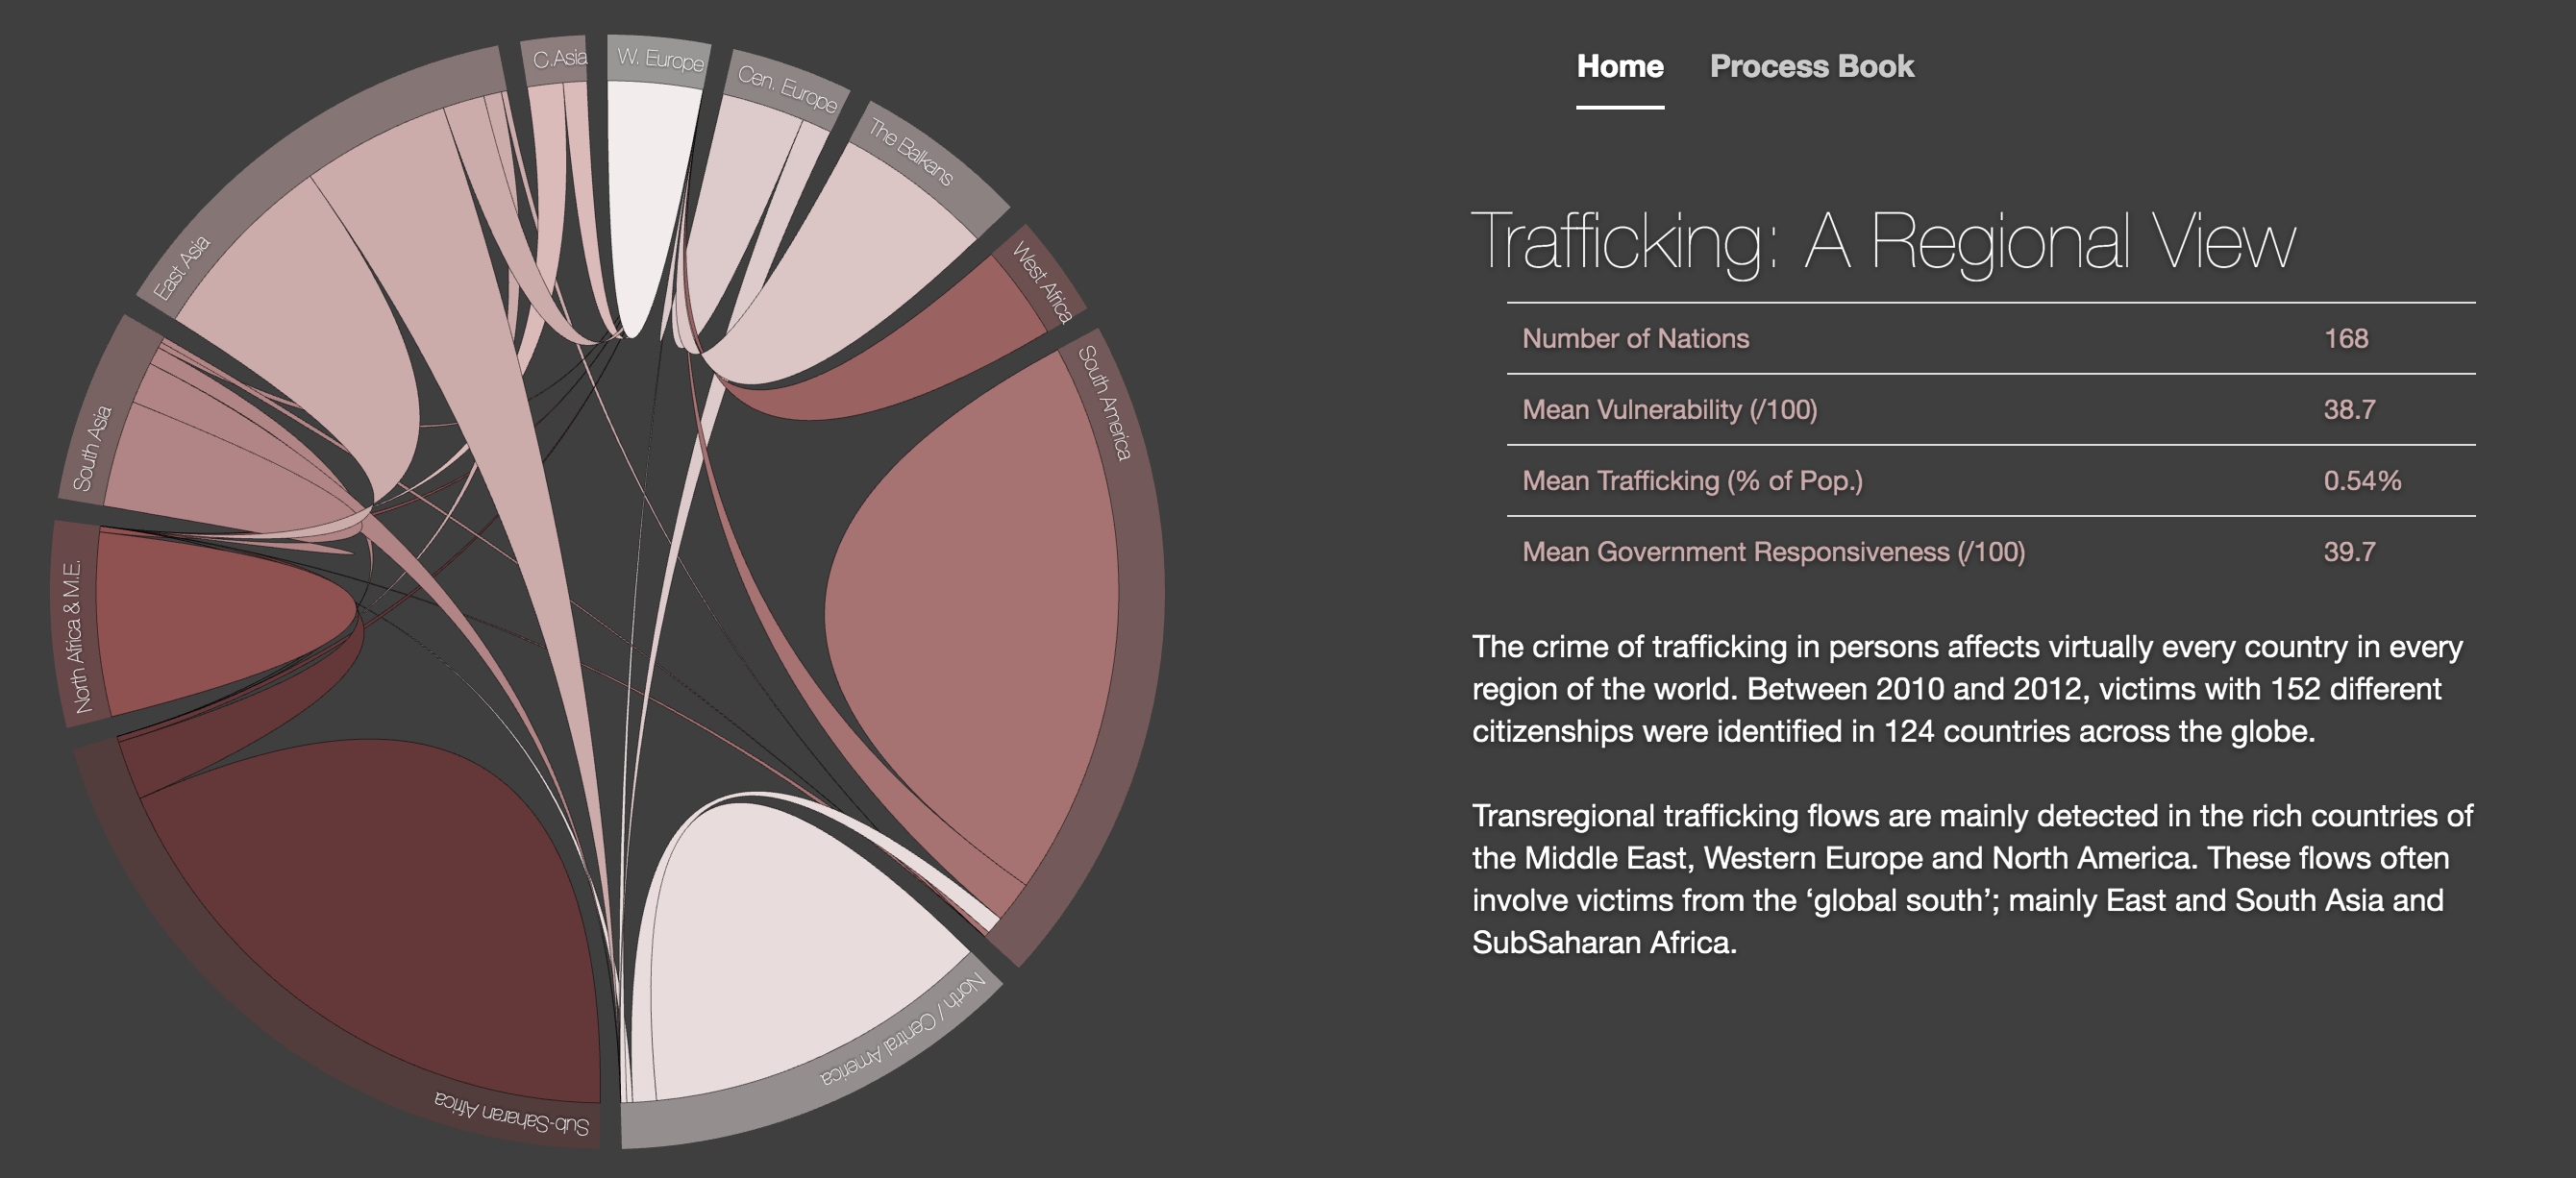 C.Asia
W. Europe
Cen. Europe
The Balkans
West Africa
South America
North / Central America
Sub-Saharan Africa
North Africa & M.E.
South Asia
East Asia
Home
Process Book
Trafficking: A Regional View
Number of Nations 168
Mean Vulnerability (/100) 38.7
Mean Trafficking (% of Pop.) 0.54%
Mean Government Responsiveness (/100) 39.7
The crime of trafficking in persons affects virtually every country in every
region of the world. Between 2010 and 2012, victims with 152 different
citizenships were identified in 124 countries across the globe.
Transregional trafficking flows are mainly detected in the rich countries of
the Middle East, Western Europe and North America. These flows often
involve victims from the ‘global south’; mainly East and South Asia and
SubSaharan Africa.